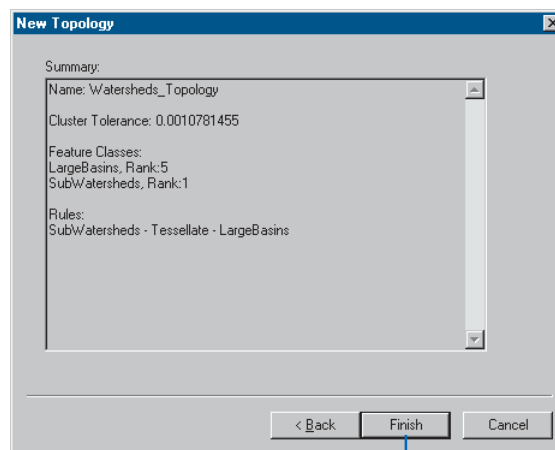 New Topology
Summary:
Name: Watersheds_Topology
Cluster Tolerance: 0.0010781455
Feature Classes:
LargeBasins, Rank:5
SubWatersheds, Rank:1
Rules:
SubWatersheds - Tessellate - LargeBasins
< Back Finish Cancel